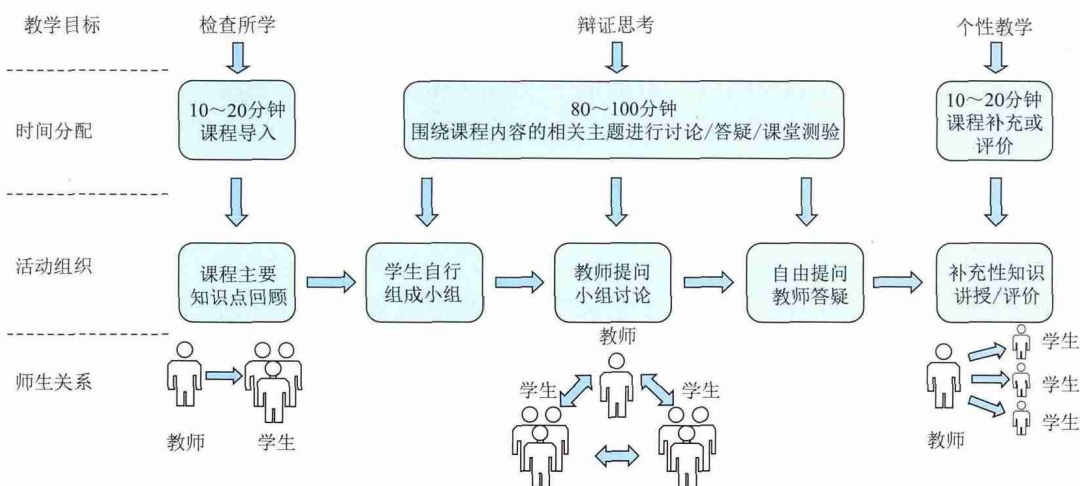 教学目标
检查所学
辩证思考
个性教学
时间分配
10～20分钟
课程导入
80～100分钟
围绕课程内容的相关主题进行讨论/答疑/课堂测验
10～20分钟
课程补充或
评价
活动组织
课程主要
知识点回顾
学生自行
组成小组
教师提问
小组讨论
自由提问
教师答疑
补充性知识
讲授/评价
师生关系
教师
学生
教师
学生
学生
教师
学生
学生
学生